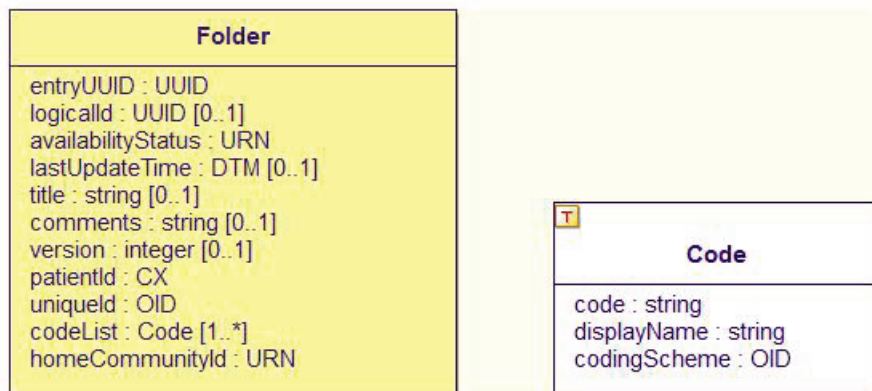 Folder
entryUUID : UUID
logicalId : UUID [0..1]
availabilityStatus : URN
lastUpdateTime : DTM [0..1]
title : string [0..1]
comments : string [0..1]
version : integer [0..1]
patientId : CX
uniqueId : OID
codeList : Code [1..*]
homeCommunityId : URN
T
Code
code : string
displayName : string
codingScheme : OID